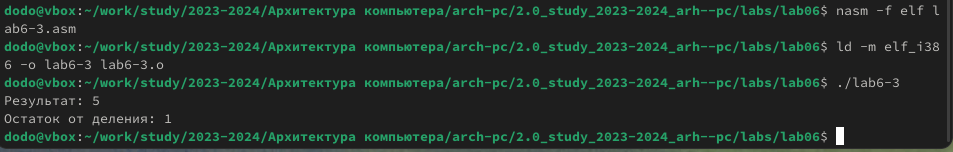 dodo@vbox:~/work/study/2023-2024/Архитектура компьютера/arch-pc/2.0_study_2023-2024_arh--pc/labs/lab06$ nasm -f elf l
ab6-3.asm
dodo@vbox:~/work/study/2023-2024/Архитектура компьютера/arch-pc/2.0_study_2023-2024_arh--pc/labs/lab06$ ld -m elf_i38
6 -o lab6-3 lab6-3.o
dodo@vbox:~/work/study/2023-2024/Архитектура компьютера/arch-pc/2.0_study_2023-2024_arh--pc/labs/lab06$ ./lab6-3
Результат: 5
Остаток от деления: 1
dodo@vbox:~/work/study/2023-2024/Архитектура компьютера/arch-pc/2.0_study_2023-2024_arh--pc/labs/lab06$